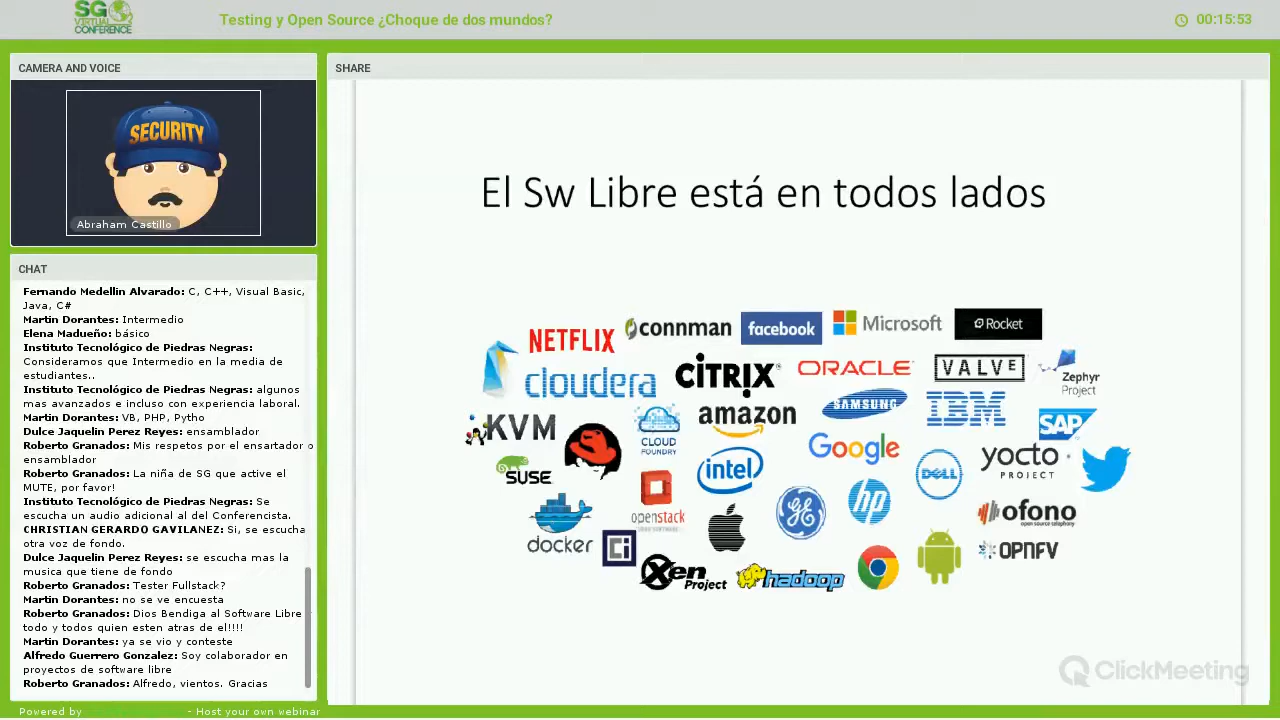 SG
VIRTUAL
CONFERENCE
Testing y Open Source ¿Choque de dos mundos?
00:15:53
CAMERA AND VOICE
SECURITY
Abraham Castillo
CHAT
Fernando Medellin Alvarado: C, C++, Visual Basic,
Java, C#
Martin Dorantes: Intermedio
Elena Madueño: básico
Instituto Tecnológico de Piedras Negras:
Consideramos que Intermedio en la media de
estudiantes..
Instituto Tecnológico de Piedras Negras: algunos
mas avanzados e incluso con experiencia laboral.
Martin Dorantes: VB, PHP, Pytho
Dulce Jaquelin Perez Reyes: ensamblador
Roberto Granados: Mis respetos por el ensartador o
ensamblador
Roberto Granados: La niña de SG que active el
MUTE, por favor!
Instituto Tecnológico de Piedras Negras: Se
escucha un audio adicional al del Conferencista.
CHRISTIAN GERARDO GAVILANEZ: Si, se escucha
otra voz de fondo.
Dulce Jaquelin Perez Reyes: se escucha mas la
musica que tiene de fondo
Roberto Granados: Tester Fullstack?
Martin Dorantes: no se ve encuesta
Roberto Granados: Dios Bendiga al Software Libre
todo y todos quien esten atras de el!!!!
Martin Dorantes: ya se vio y conteste
Alfredo Guerrero Gonzalez: Soy colaborador en
proyectos de software libre
Roberto Granados: Alfredo, vientos. Gracias
Powered by
- Host your own webinar
SHARE
El Sw Libre está en todos lados
NETFLIX
connman
facebook
Microsoft
Rocket
cloudera
CITRIX
ORACLE
VALVE
Zephyr
Project
KVM
CLOUD
FOUNDRY
amazon
SAMSUNG
IBM
SAP
SUSE
openstack
intel
Google
DELL
yocto
PROJECT
docker
Ci
GE
hp
ofono
open source telephony
OPNFV
Xen
Project
hadoop
ClickMeeting